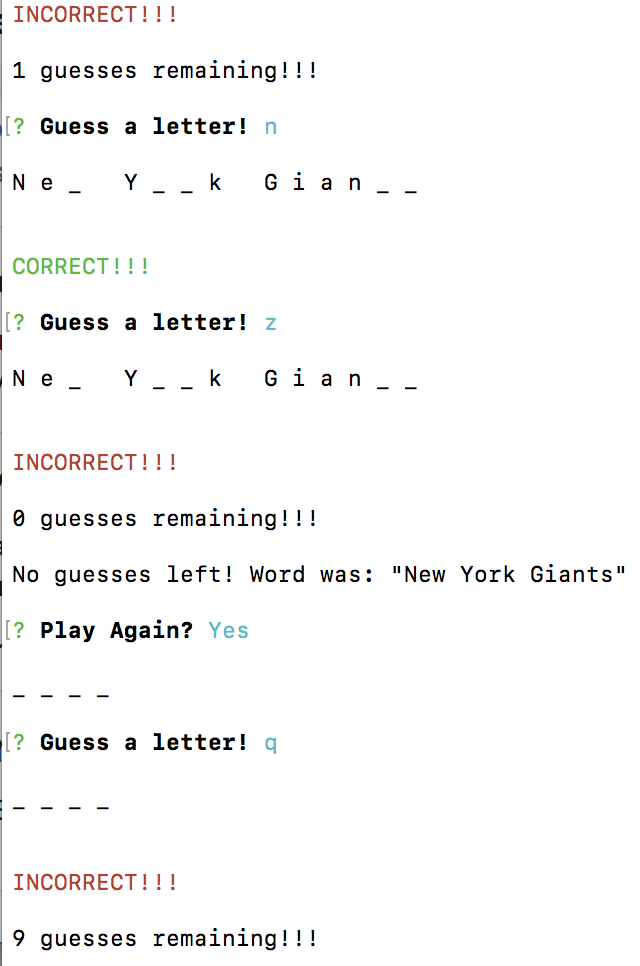 INCORRECT!!!
1 guesses remaining!!!
[? Guess a letter! n
N e _   Y _ _ k   G i a n _ _
CORRECT!!!
[? Guess a letter! z
N e _   Y _ _ k   G i a n _ _
INCORRECT!!!
0 guesses remaining!!!
No guesses left! Word was: "New York Giants"
[? Play Again? Yes
_ _ _ _
[? Guess a letter! q
_ _ _ _
INCORRECT!!!
9 guesses remaining!!!